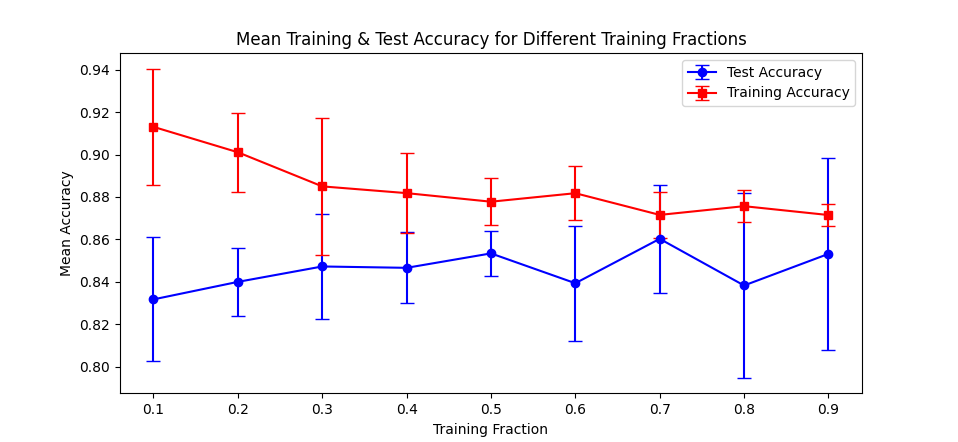 Mean Training & Test Accuracy for Different Training Fractions
Test Accuracy
Training Accuracy
Mean Accuracy
0.94
0.92
0.90
0.88
0.86
0.84
0.82
0.80
0.1 0.2 0.3 0.4 0.5 0.6 0.7 0.8 0.9
Training Fraction